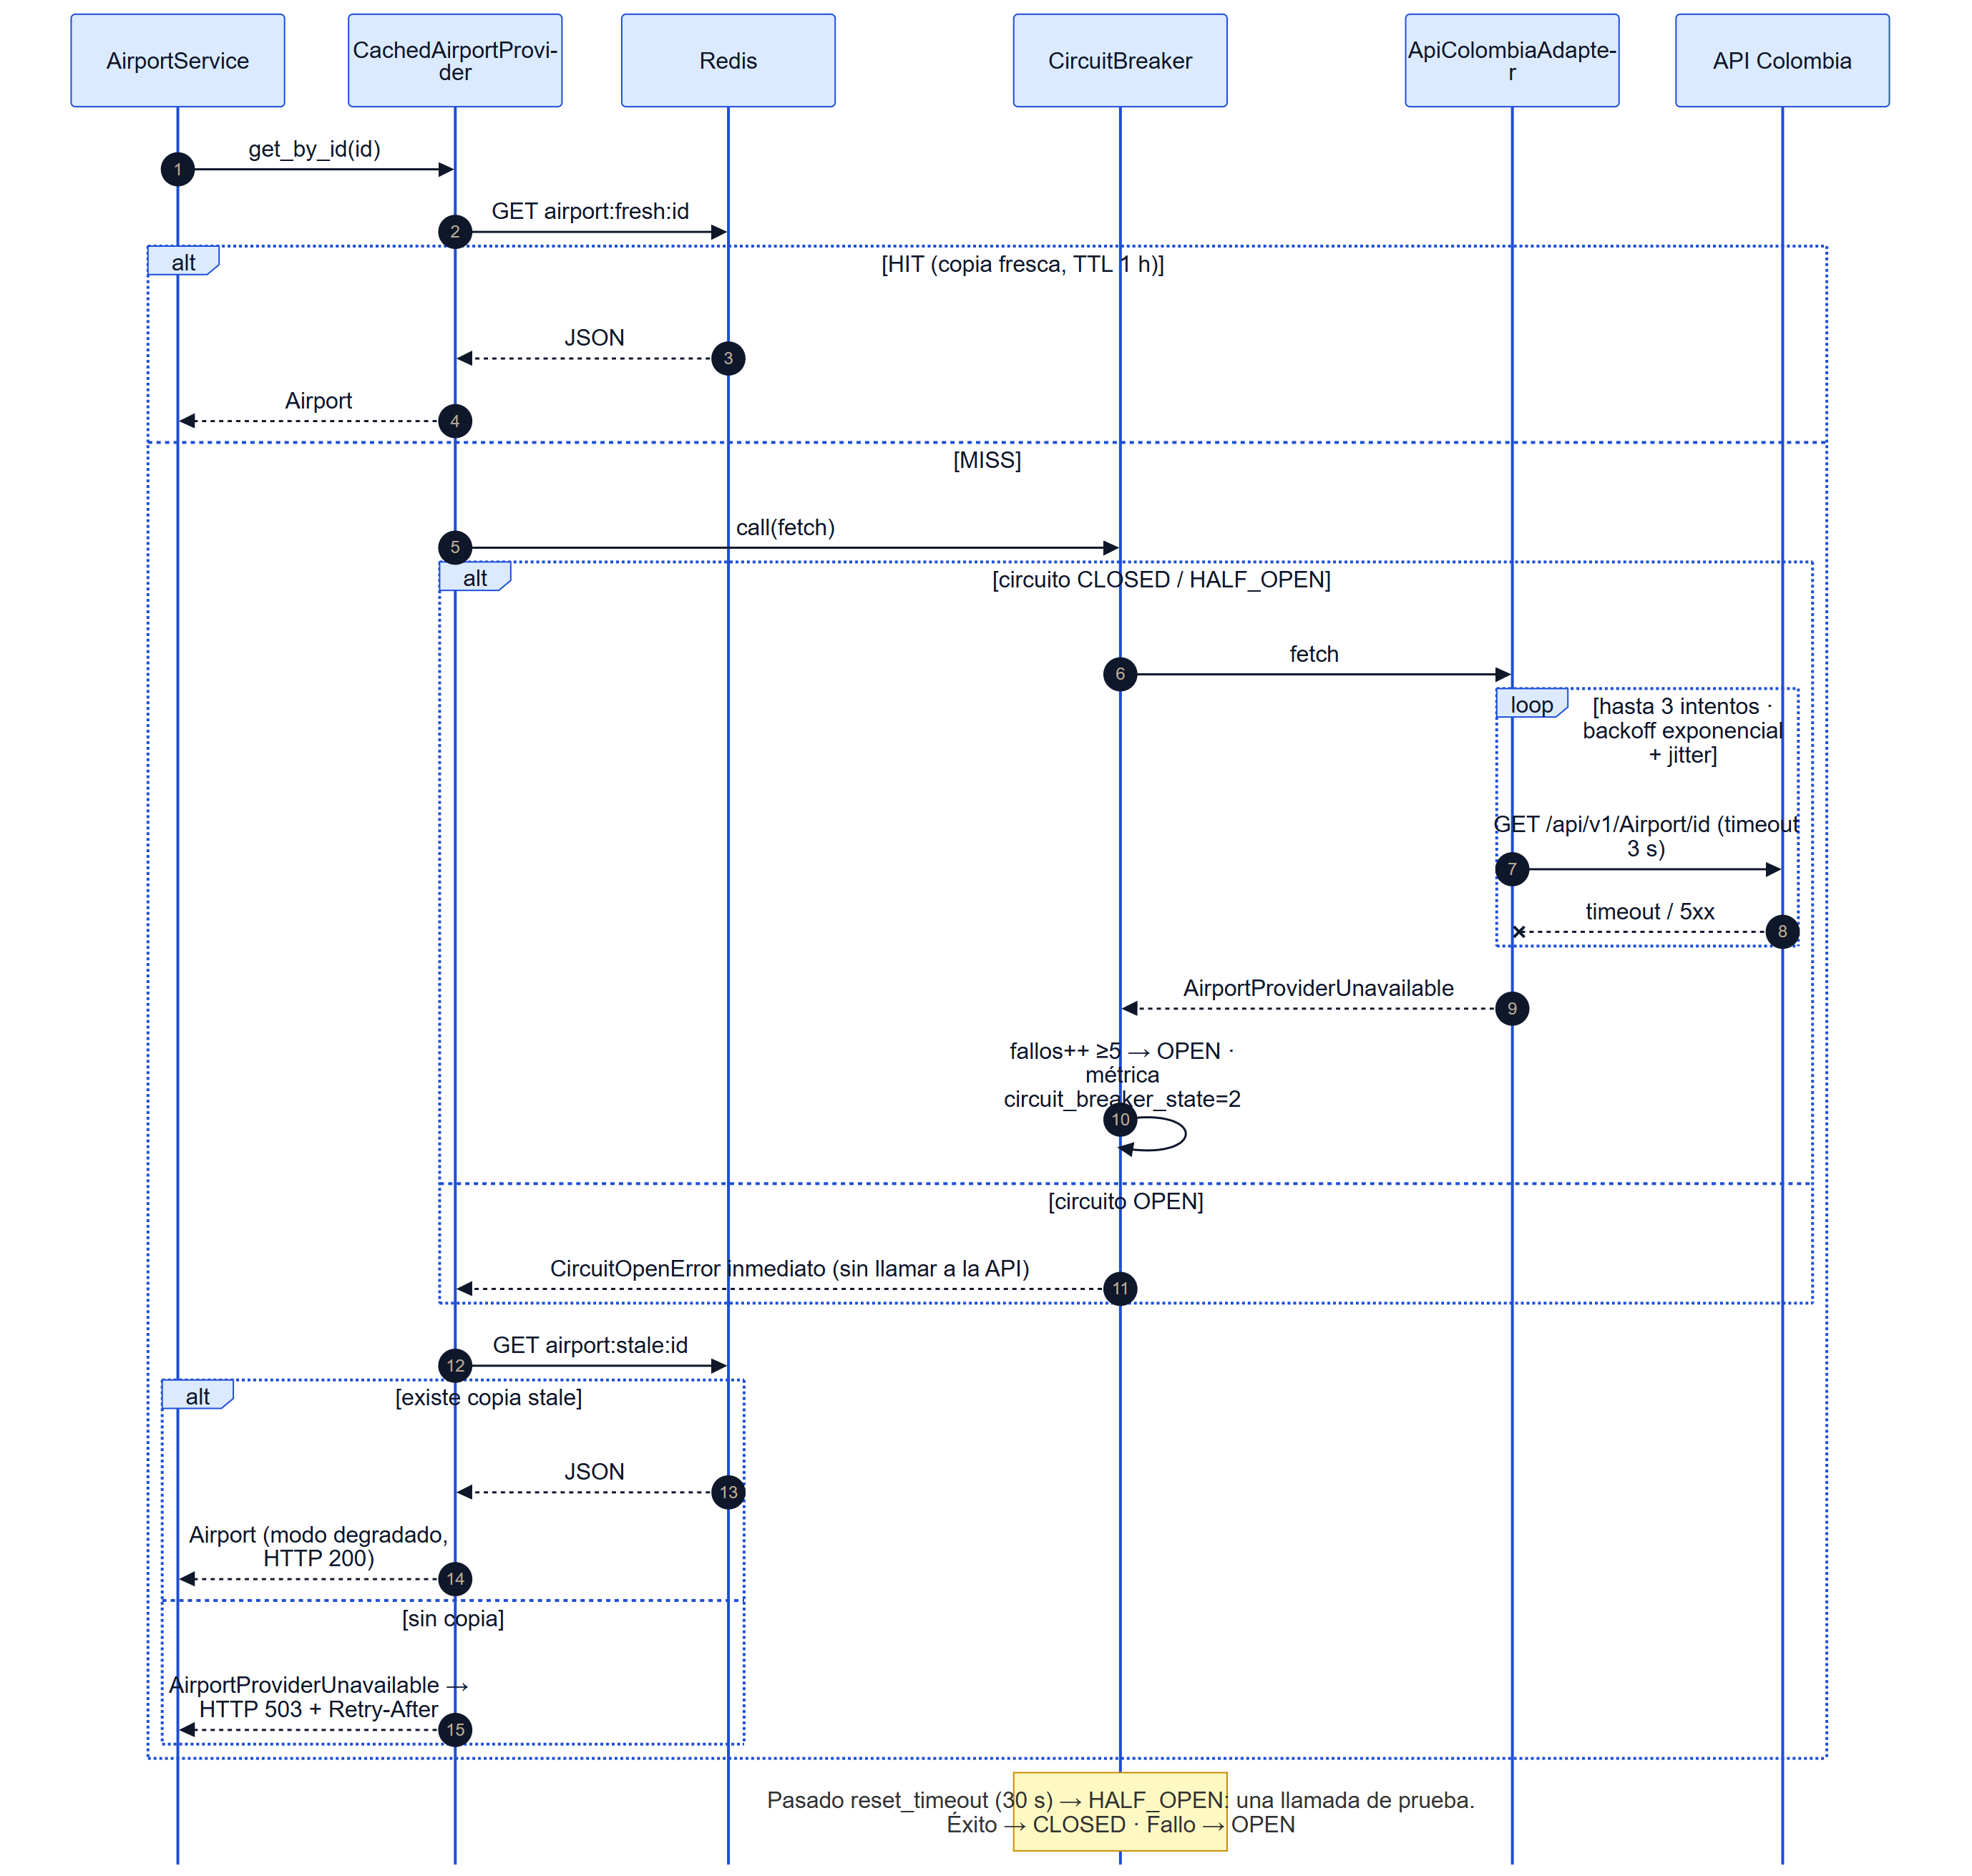 AirportService
CachedAirportProvi-
der
Redis
CircuitBreaker
ApiColombiaAdapte-
r
API Colombia
get_by_id(id)
1
GET airport:fresh:id
2
alt
[HIT (copia fresca, TTL 1 h)]
JSON
3
Airport
4
[MISS]
call(fetch)
5
alt
[circuito CLOSED / HALF_OPEN]
fetch
6
loop
[hasta 3 intentos ·
backoff exponencial
+ jitter]
GET /api/v1/Airport/id (timeout
3 s)
7
timeout / 5xx
8
AirportProviderUnavailable
9
fallos++ ≥5 → OPEN ·
métrica
circuit_breaker_state=2
10
[circuito OPEN]
CircuitOpenError inmediato (sin llamar a la API)
11
GET airport:stale:id
12
alt
[existe copia stale]
JSON
13
Airport (modo degradado,
HTTP 200)
14
[sin copia]
AirportProviderUnavailable →
HTTP 503 + Retry-After
15
Pasado reset_timeout (30 s) → HALF_OPEN: una llamada de prueba.
Éxito → CLOSED · Fallo → OPEN